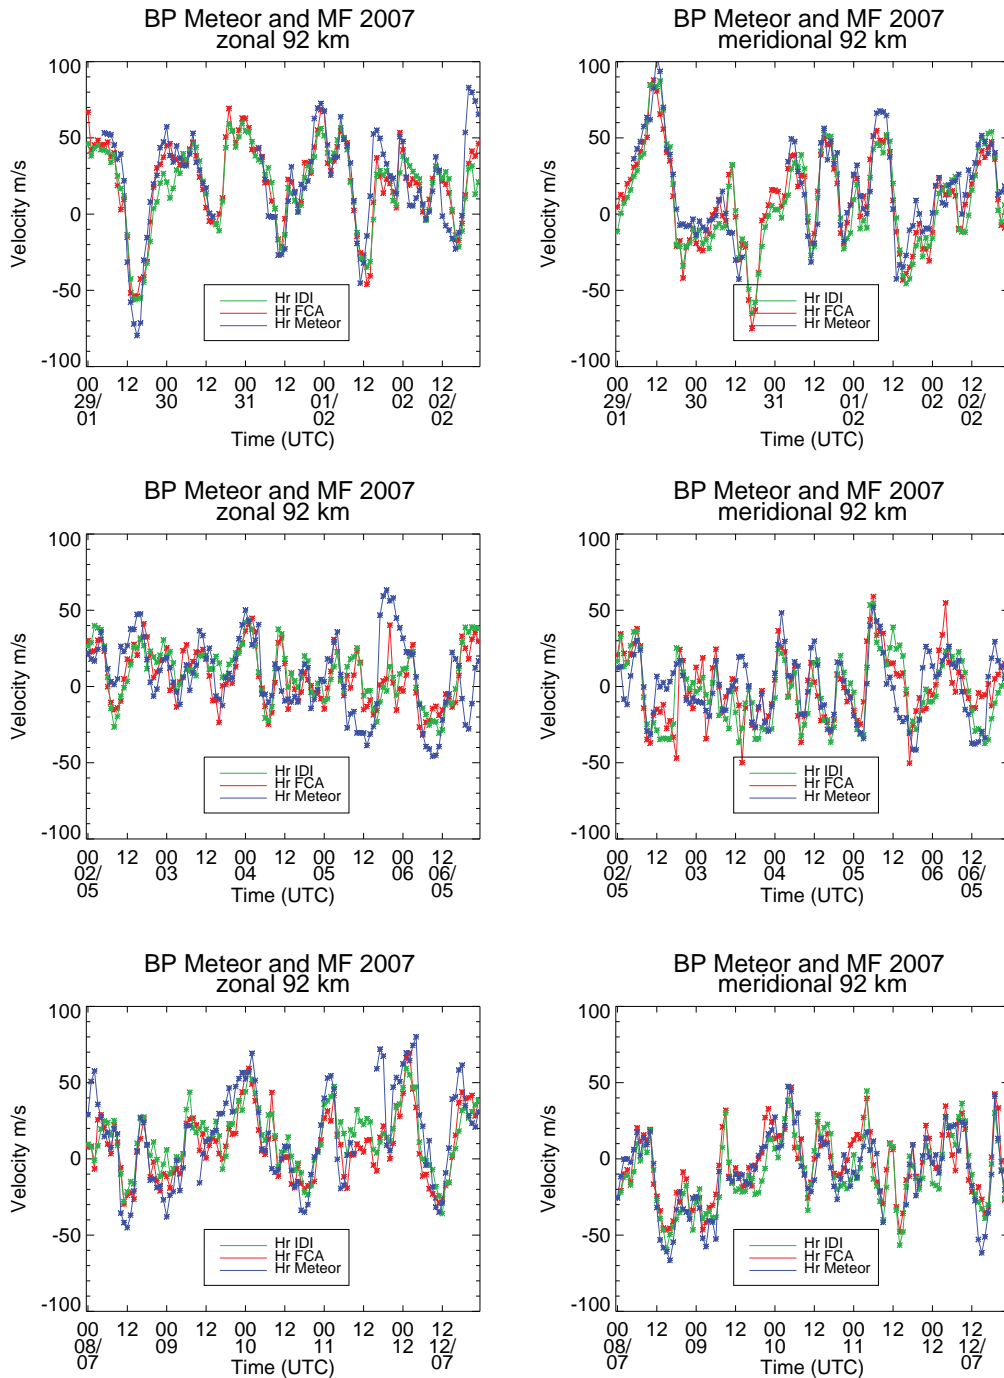 BP Meteor and MF 2007
zonal 92 km
100
50
0
-50
-100
Velocity m/s
Hr IDI
Hr FCA
Hr Meteor
00 12 00 12 00 12 00 12 00 12
29/ 30 31 01/02 02 02/02
01
Time (UTC)
BP Meteor and MF 2007
meridional 92 km
100
50
0
-50
-100
Velocity m/s
Hr IDI
Hr FCA
Hr Meteor
00 12 00 12 00 12 00 12 00 12
29/ 30 31 01/02 02 02/02
01
Time (UTC)
BP Meteor and MF 2007
zonal 92 km
100
50
0
-50
-100
Velocity m/s
Hr IDI
Hr FCA
Hr Meteor
00 12 00 12 00 12 00 12 00 12
02/ 03 04 05 06 06/05
05
Time (UTC)
BP Meteor and MF 2007
meridional 92 km
100
50
0
-50
-100
Velocity m/s
Hr IDI
Hr FCA
Hr Meteor
00 12 00 12 00 12 00 12 00 12
02/ 03 04 05 06 06/05
05
Time (UTC)
BP Meteor and MF 2007
zonal 92 km
100
50
0
-50
-100
Velocity m/s
Hr IDI
Hr FCA
Hr Meteor
00 12 00 12 00 12 00 12 00 12
08/ 09 10 11 12 12/07
07
Time (UTC)
BP Meteor and MF 2007
meridional 92 km
100
50
0
-50
-100
Velocity m/s
Hr IDI
Hr FCA
Hr Meteor
00 12 00 12 00 12 00 12 00 12
08/ 09 10 11 12 12/
07 07
Time (UTC)